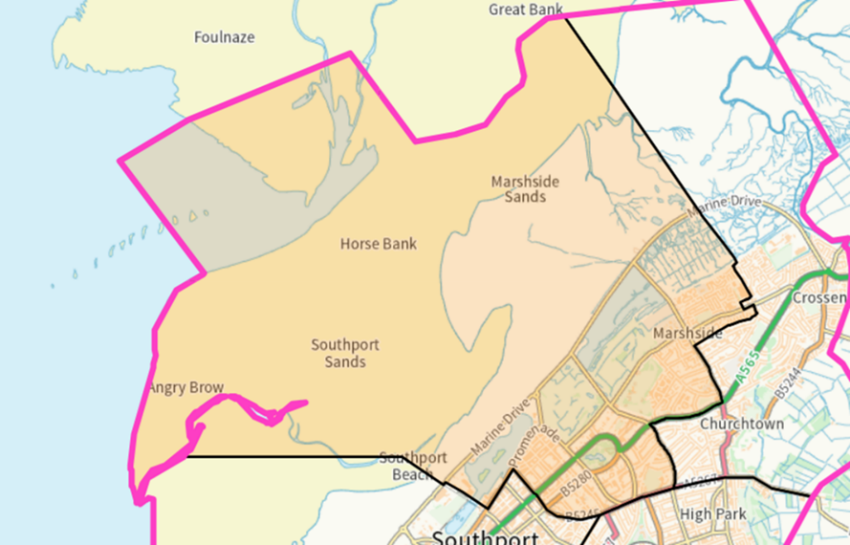 Great Bank
Foulnaze
Marshside
Sands
Marine Drive
Horse Bank
Crossen
Marshside
Southport
Sands
A565
B5244
Angry Brow
Churchtown
Marine Drive
Promenade
Southport
Beach
B5280
A5267
B5245
High Park
Southport